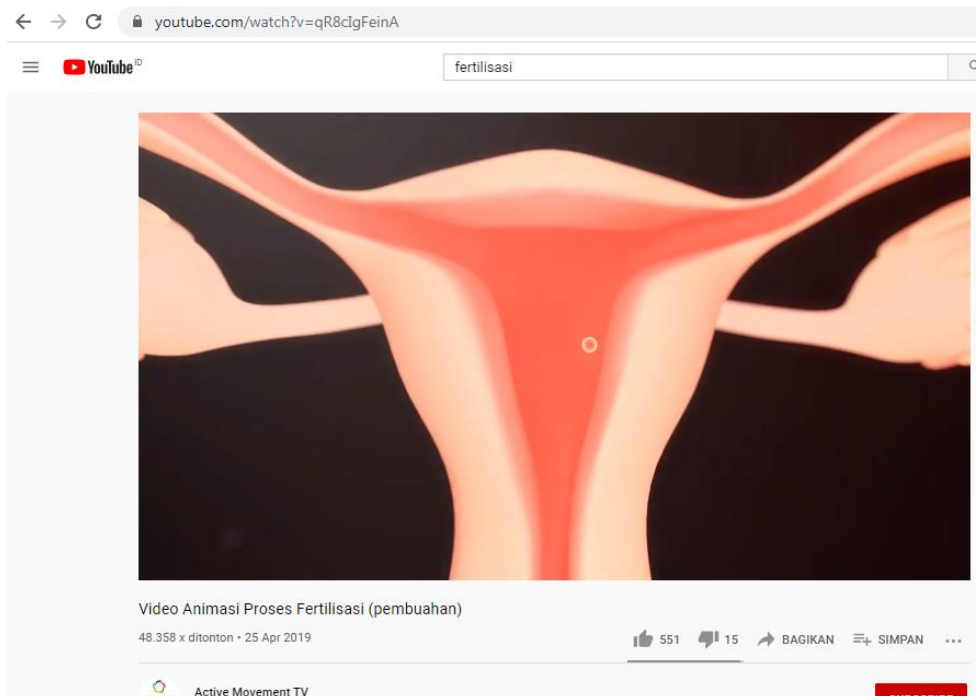 youtube.com/watch?v=qR8cIgFeinA
YouTube ID
fertilisasi
Video Animasi Proses Fertilisasi (pembuahan)
48.358 x ditonton • 25 Apr 2019
551 15 BAGIKAN SIMPAN ...
Active Movement TV
SUBSCRIBE